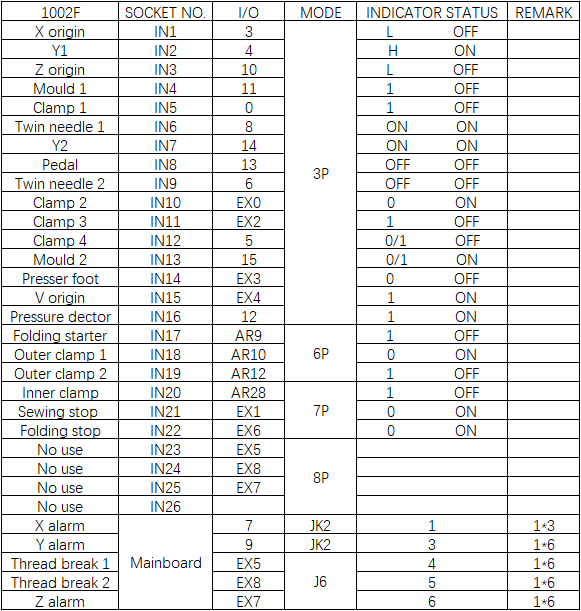 1002F SOCKET NO. I/O MODE INDICATOR STATUS REMARK
X origin IN1 3 L OFF
Y1 IN2 4 H ON
Z origin IN3 10 L OFF
Mould 1 IN4 11 1 OFF
Clamp 1 IN5 0 1 OFF
Twin needle 1 IN6 8 ON ON
Y2 IN7 14 ON ON
Pedal IN8 13 3P OFF OFF
Twin needle 2 IN9 6 OFF OFF
Clamp 2 IN10 EX0 0 ON
Clamp 3 IN11 EX2 1 OFF
Clamp 4 IN12 5 0/1 OFF
Mould 2 IN13 15 0/1 ON
Presser foot IN14 EX3 0 OFF
V origin IN15 EX4 1 ON
Pressure dector IN16 12 1 ON
Folding starter IN17 AR9 1 OFF
Outer clamp 1 IN18 AR10 6P 0 ON
Outer clamp 2 IN19 AR12 1 OFF
Inner clamp IN20 AR28 1 OFF
Sewing stop IN21 EX1 7P 0 ON
Folding stop IN22 EX6 0 ON
No use IN23 EX5
No use IN24 EX8 8P
No use IN25 EX7
No use IN26
X alarm 7 JK2 1 1*3
Y alarm 9 JK2 3 1*6
Thread break 1 Mainboard EX5 4 1*6
Thread break 2 EX8 J6 5 1*6
Z alarm EX7 6 1*6